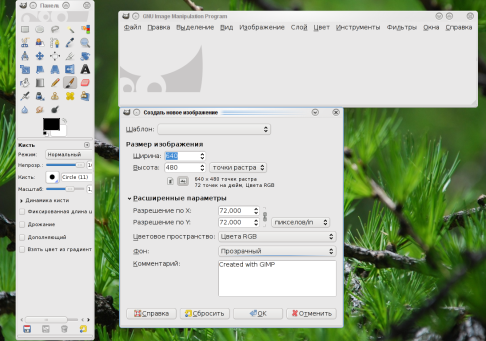 Панель
GNU Image Manipulation Program
Файл Правка Выделение Вид Изображение Слой Цвет Инструменты Фильтры Окна Справка
Создать новое изображение
Шаблон:
Размер изображения
Ширина: 640
Высота: 480 точки растра
640 x 480 точек растра
72 точек на дюйм, Цвета RGB
Расширенные параметры
Разрешение по X: 72,000
Разрешение по Y: 72,000 пикселов/in
Цветовое пространство: Цвета RGB
Фон: Прозрачный
Комментарий: Created with GIMP
Справка Сбросить OK Отменить
Кисть
Режим: Нормальный
Непрозр.
Кисть: Circle (11)
Масштаб:
Динамика кисти
Фиксированная длина ш
Дрожание
Дополняющий
Взять цвет из градиент